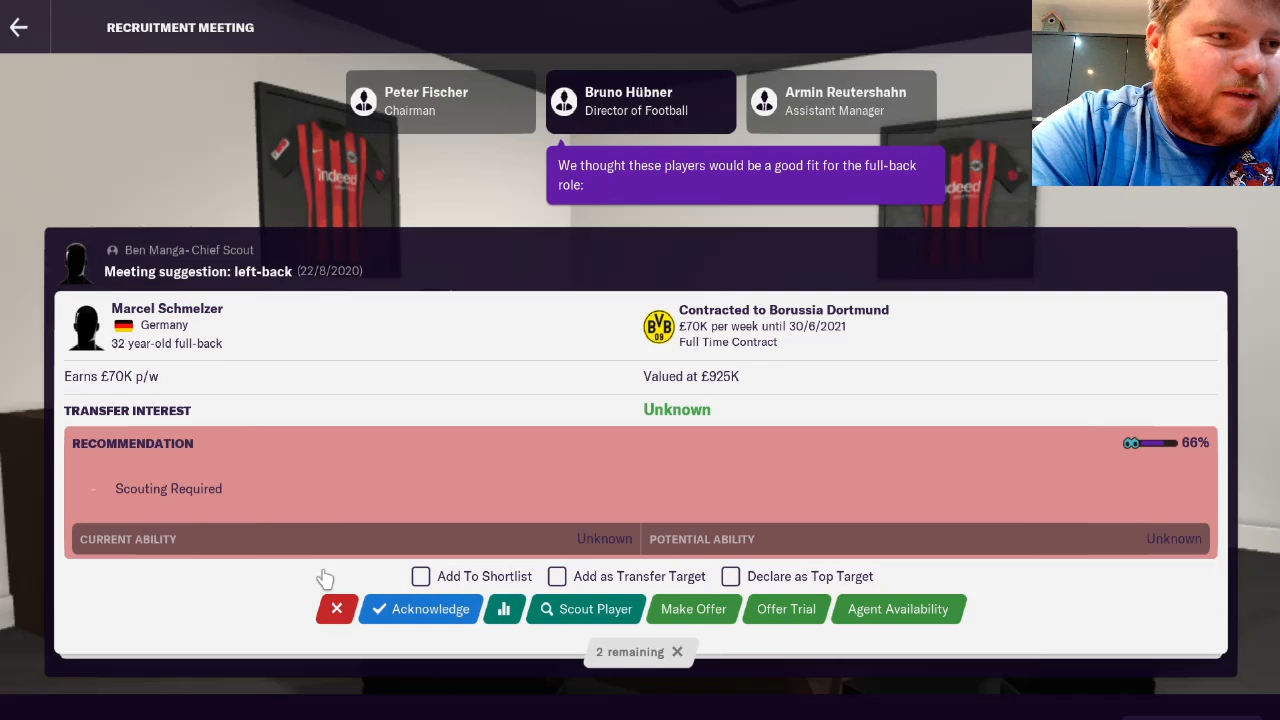 RECRUITMENT MEETING
Peter Fischer
Chairman
Bruno Hübner
Director of Football
Armin Reutershahn
Assistant Manager
We thought these players would be a good fit for the full-back
role:
indeed
indeed
Ben Manga- Chief Scout
Meeting suggestion: left-back (22/8/2020)
Marcel Schmelzer
Germany
32 year-old full-back
BVB
09
Contracted to Borussia Dortmund
£70K per week until 30/6/2021
Full Time Contract
Earns £70K p/w
Valued at £925K
TRANSFER INTEREST
Unknown
RECOMMENDATION
66%
- Scouting Required
CURRENT ABILITY
Unknown
POTENTIAL ABILITY
Unknown
Add To Shortlist
Add as Transfer Target
Declare as Top Target
Acknowledge
Scout Player
Make Offer
Offer Trial
Agent Availability
2 remaining